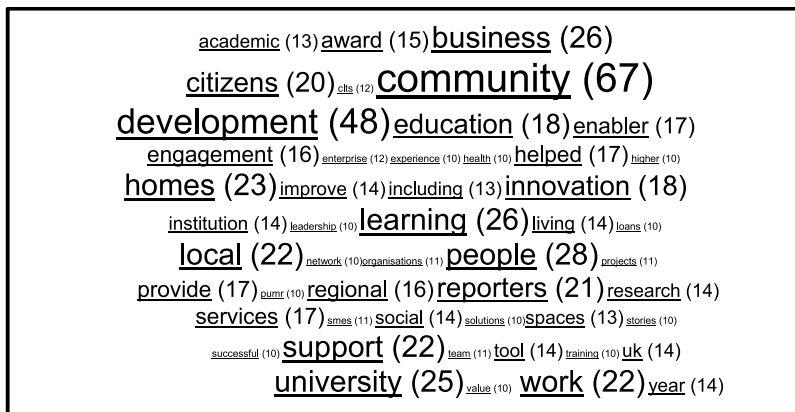 academic (13) award (15) business (26)
citizens (20) clts (12) community (67)
development (48) education (18) enabler (17)
engagement (16) enterprise (12) experience (10) health (10) helped (17) higher (10)
homes (23) improve (14) including (13) innovation (18)
institution (14) leadership (10) learning (26) living (14) loans (10)
local (22) network (10) organisations (11) people (28) projects (11)
provide (17) pumr (10) regional (16) reporters (21) research (14)
services (17) smes (11) social (14) solutions (10) spaces (13) stories (10)
successful (10) support (22) team (11) tool (14) training (10) uk (14)
university (25) value (10) work (22) year (14)